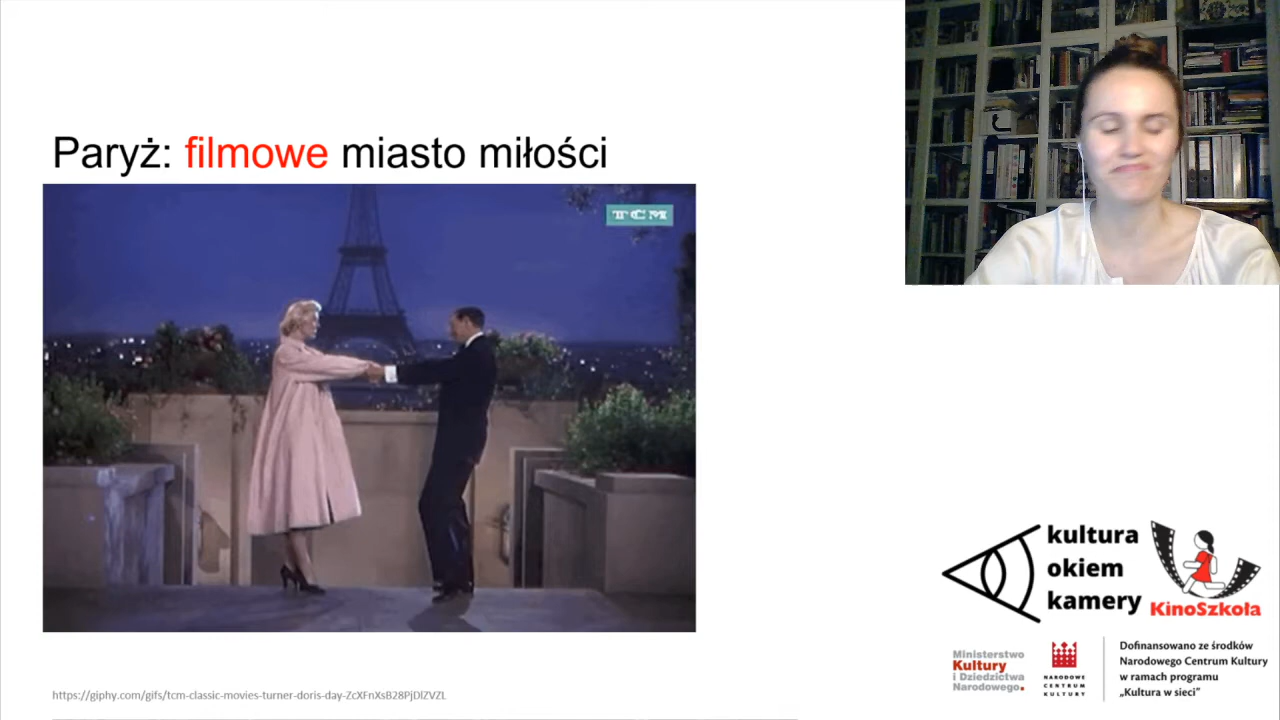 Paryż: filmowe miasto miłości
TCM
kultura
okiem
kamery
KinoSzkoła
Ministerstwo
Kultury
i Dziedzictwa
Narodowego.
NARODOWE
CENTRUM
KULTURY
Dofinansowano ze środków
Narodowego Centrum Kultury
w ramach programu
„Kultura w sieci”
https://giphy.com/gifs/tcm-classic-movies-turner-doris-day-ZcXFnXsB28PjDlZVZL